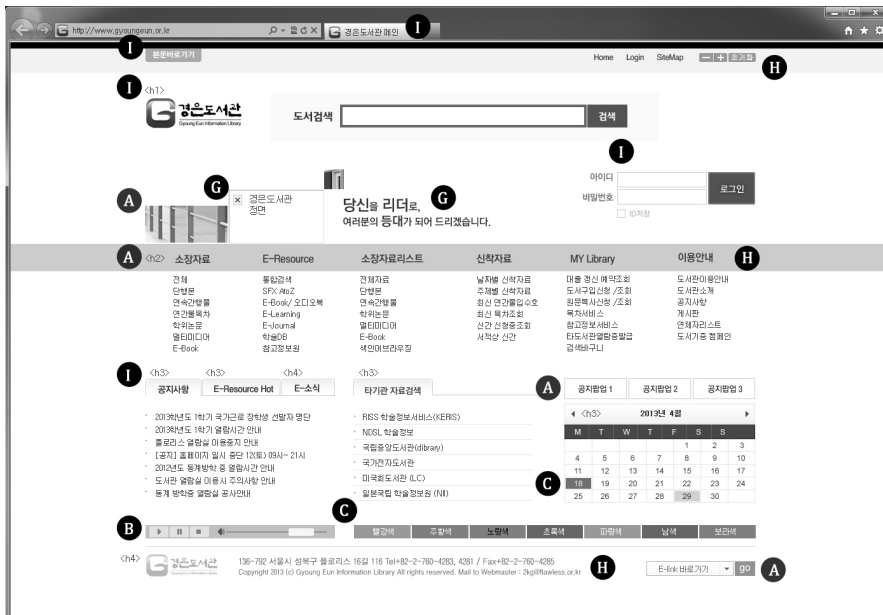 http://www.gyoungeun.or.kr
경은도서관 메인
I
I
본문바로가기
Home Login SiteMap
초기화
H
I
<h1>
경은도서관
Gyoung Eun Information Library
도서검색
검색
I
A
G
경은도서관
정면
당신을 리더로,
여러분의 등대가 되어 드리겠습니다.
G
아이디
비밀번호
로그인
ID저장
A
<h2> 소장자료 E-Resource 소장자료리스트 신착자료 MY Library 이용안내
H
전체
단행본
연속간행물
연간물목차
학위논문
멀티미디어
E-Book
통합검색
SFX AtoZ
E-Book/ 오디오북
E-Learning
E-Journal
학술DB
참고정보원
전체자료
단행본
연속간행물
학위논문
멀티미디어
E-Book
색인어브라우징
날짜별 신착자료
주제별 신착자료
최신 연간물입수호
최신 목차조회
신간 신청중조회
서적상 신간
대출 갱신 예약조회
도서구입신청 /조회
원문복사신청 /조회
목차서비스
참고정보서비스
타도서관열람증발급
검색바구니
도서관이용안내
도서관소개
공지사항
게시판
연체자리스트
도서기증 캠페인
I
<h3> <h3> <h4>
공지사항 E-Resource Hot E-소식
2013학년도 1학기 국가근로 장학생 선발자 명단
2013학년도 1학기 열람시간 안내
플로리스 열람실 이용중지 안내
[공지] 홈페이지 일시 중단 12(토) 09시~ 21시
2012년도 동계방학 중 열람시간 안내
도서관 열람실 이용시 주의사항 안내
동계 방학중 열람실 공사안내
<h3>
타기관 자료검색
RISS 학술정보서비스(KERIS)
NDSL 학술정보
국립중앙도서관(dibrary)
국가전자도서관
미국회도서관 (LC)
일본국립 학술정보원 (NII)
A
공지팝업 1 공지팝업 2 공지팝업 3
<h3> 2013년 4월
M T W T F S S
1 2 3
4 5 6 7 8 9 10
11 12 13 14 15 16 17
18 19 20 21 22 23 24
25 26 27 28 29 30
C
B
C
빨강색 주황색 노랑색 초록색 파랑색 남색 보라색
<h4>
경은도서관
Gyoung Eun Information Library
136-792 서울시 성북구 플로리스 16길 116 Tel+82-2-760-4283, 4281 / Fax+82-2-760-4285
Copyright 2013 (c) Gyoung Eun Information Library All rights reserved, Mail to Webmaster : 2kg@flawless.or.kr
H
E-link 바로가기
go
A